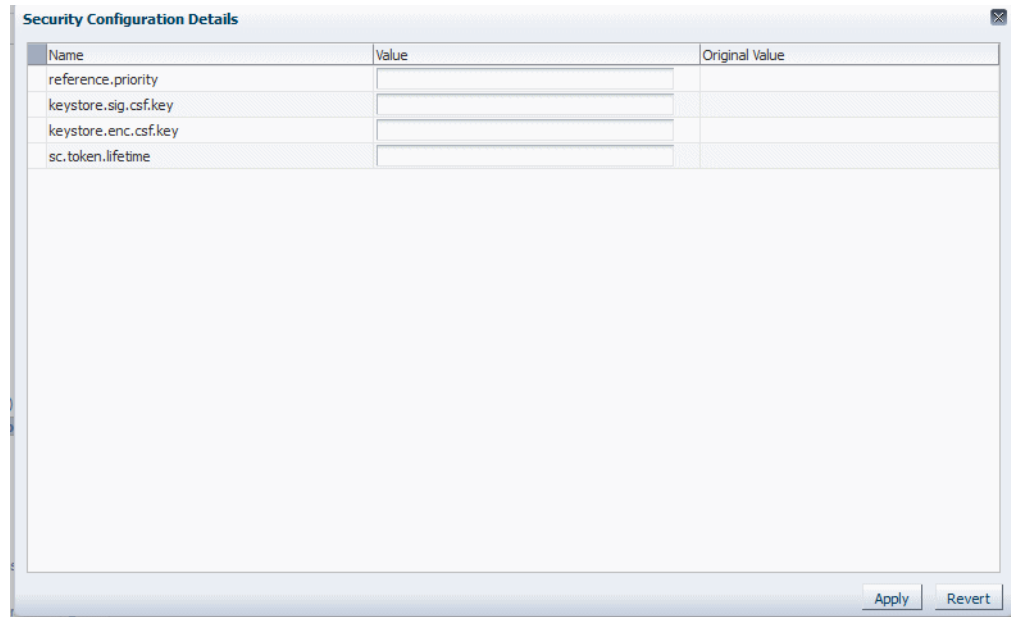 Security Configuration Details
Name Value Original Value
reference.priority
keystore.sig.csf.key
keystore.enc.csf.key
sc.token.lifetime
Apply Revert